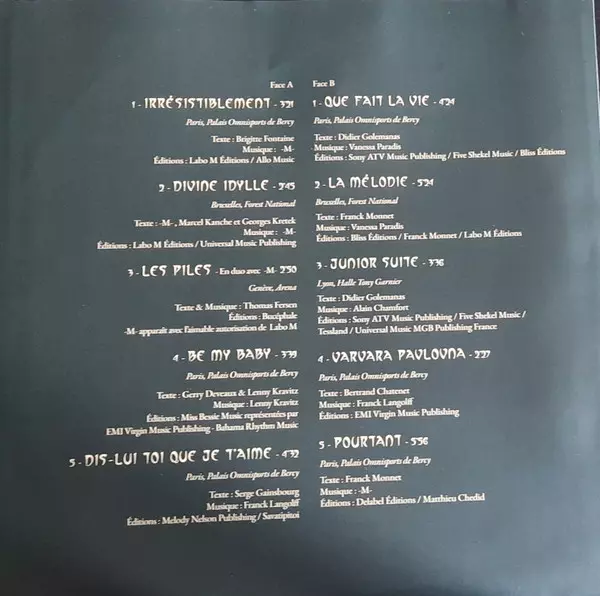 Face A
1 - IRRÉSISTIBLEMENT - 3'21
Paris, Palais Omnisports de Bercy
Texte : Brigitte Fontaine
Musique : -M-
Éditions : Labo M Éditions / Allo Music
2 - DIVINE IDYLLE - 2'45
Bruxelles, Forest National
Texte : -M- , Marcel Kanche et Georges Kretek
Musique : -M-
Éditions : Labo M Éditions / Universal Music Publishing
3 - LES PILES - En duo avec -M- 2'50
Genève, Arena
Texte & Musique : Thomas Fersen
Éditions : Bucéphale
-M- apparaît avec l'aimable autorisation de Labo M
4 - BE MY BABY - 3'39
Paris, Palais Omnisports de Bercy
Texte : Gerry Deveaux & Lenny Kravitz
Musique : Lenny Kravitz
Éditions : Miss Bessie Music représentées par
EMI Virgin Music Publishing - Bahama Rhythm Music
5 - DIS-LUI TOI QUE JE T'AIME - 4'32
Paris, Palais Omnisports de Bercy
Texte : Serge Gainsbourg
Musique : Franck Langolff
Éditions : Melody Nelson Publishing / Savatipitoi
Face B
1 - QUE FAIT LA VIE - 4'24
Paris, Palais Omnisports de Bercy
Texte : Didier Golemanas
Musique : Vanessa Paradis
Éditions : Sony ATV Music Publishing / Five Shekel Music / Bliss Éditions
2 - LA MÉLODIE - 5'24
Bruxelles, Forest National
Texte : Franck Monnet
Musique : Vanessa Paradis
Éditions : Bliss Éditions / Franck Monnet / Labo M Éditions
3 - JUNIOR SUITE - 3'36
Lyon, Halle Tony Garnier
Texte : Didier Golemanas
Musique : Alain Chamfort
Éditions : Sony ATV Music Publishing / Five Shekel Music /
Tessland / Universal Music MGB Publishing France
4 - VARVARA PAVLOVNA - 2'27
Paris, Palais Omnisports de Bercy
Texte : Bertrand Chatenet
Musique : Franck Langolff
Éditions : EMI Virgin Music Publishing
5 - POURTANT - 5'56
Paris, Palais Omnisports de Bercy
Texte : Franck Monnet
Musique : -M-
Éditions : Delabel Éditions / Matthieu Chedid